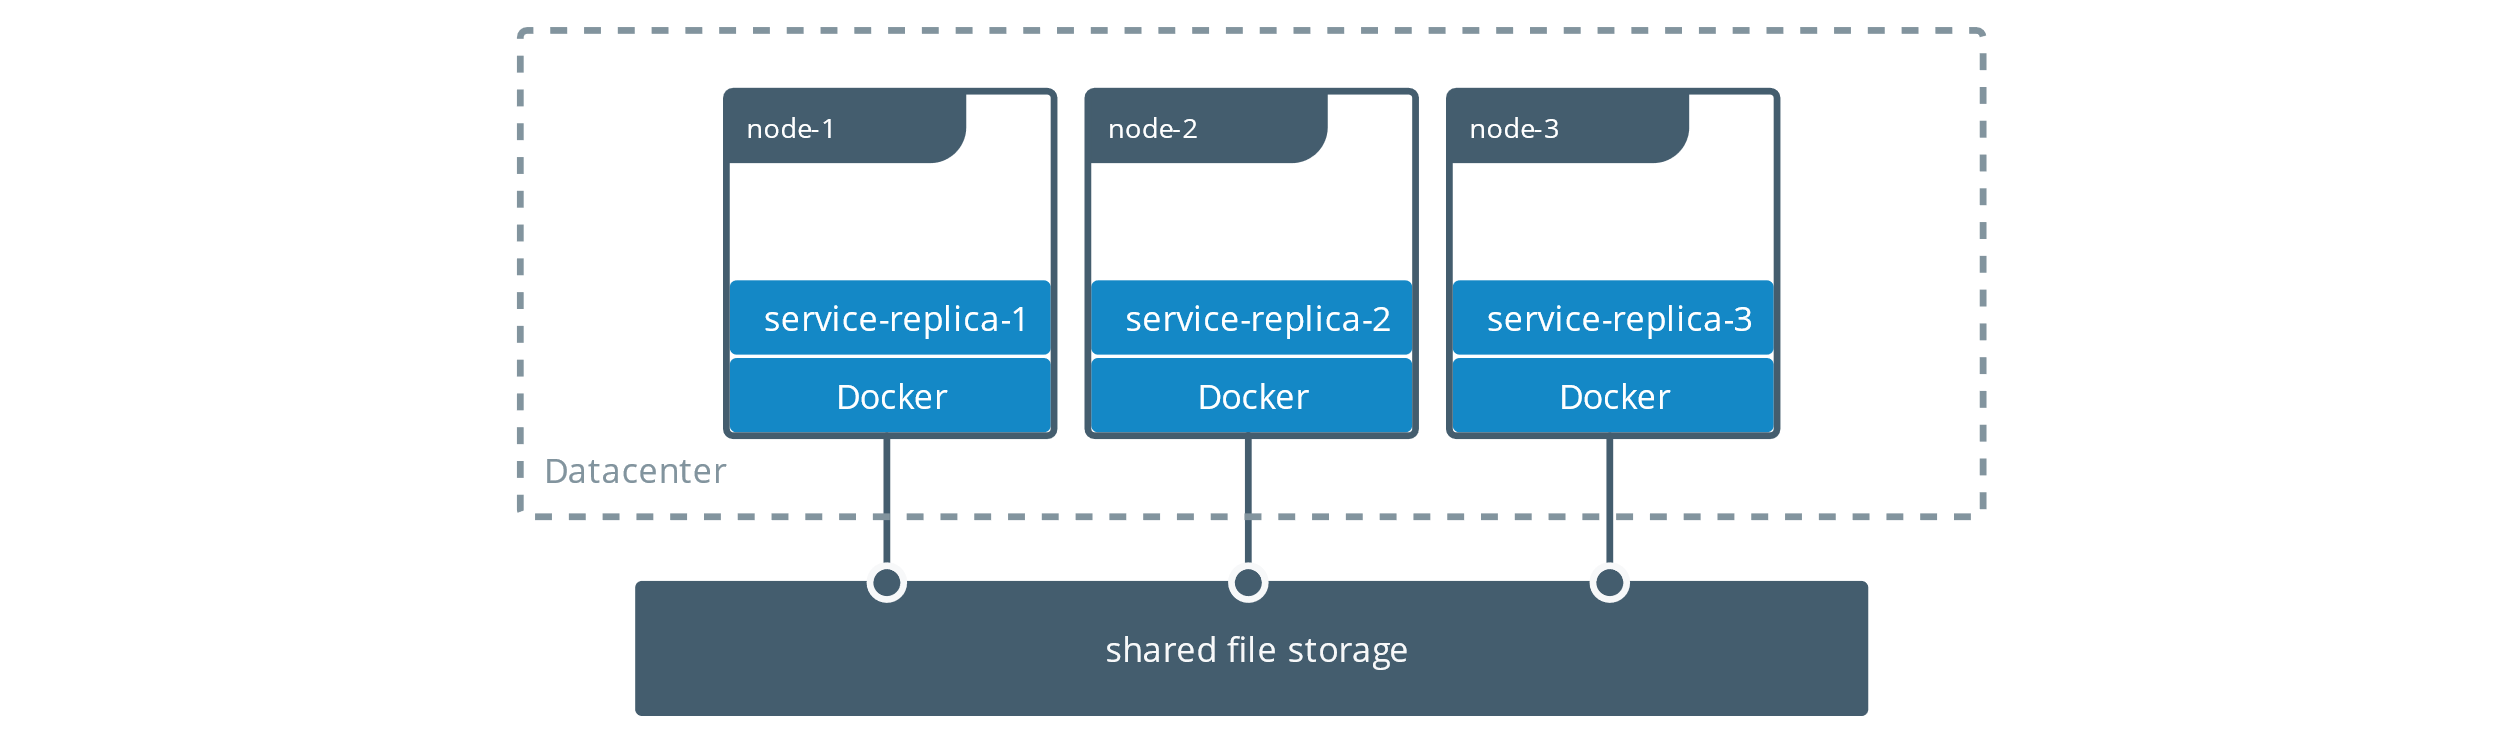 node-1
node-2
node-3
service-replica-1
service-replica-2
service-replica-3
Docker
Docker
Docker
Datacenter
shared file storage